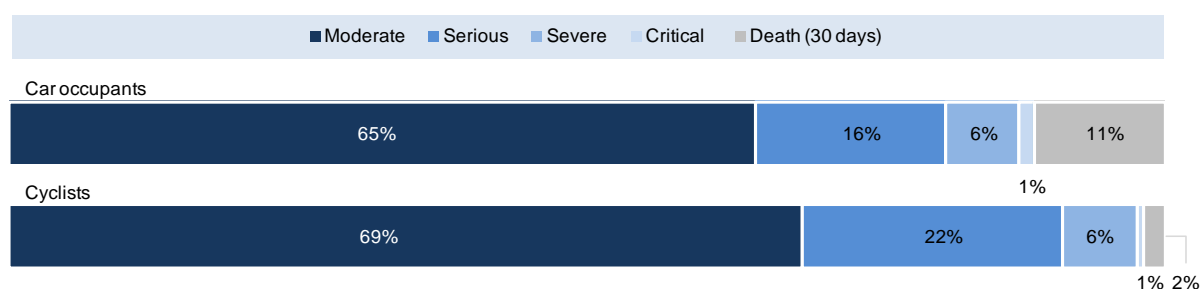 Moderate Serious Severe Critical Death (30 days)
Car occupants
65% 16% 6% 11%
1%
Cyclists
69% 22% 6%
1% 2%